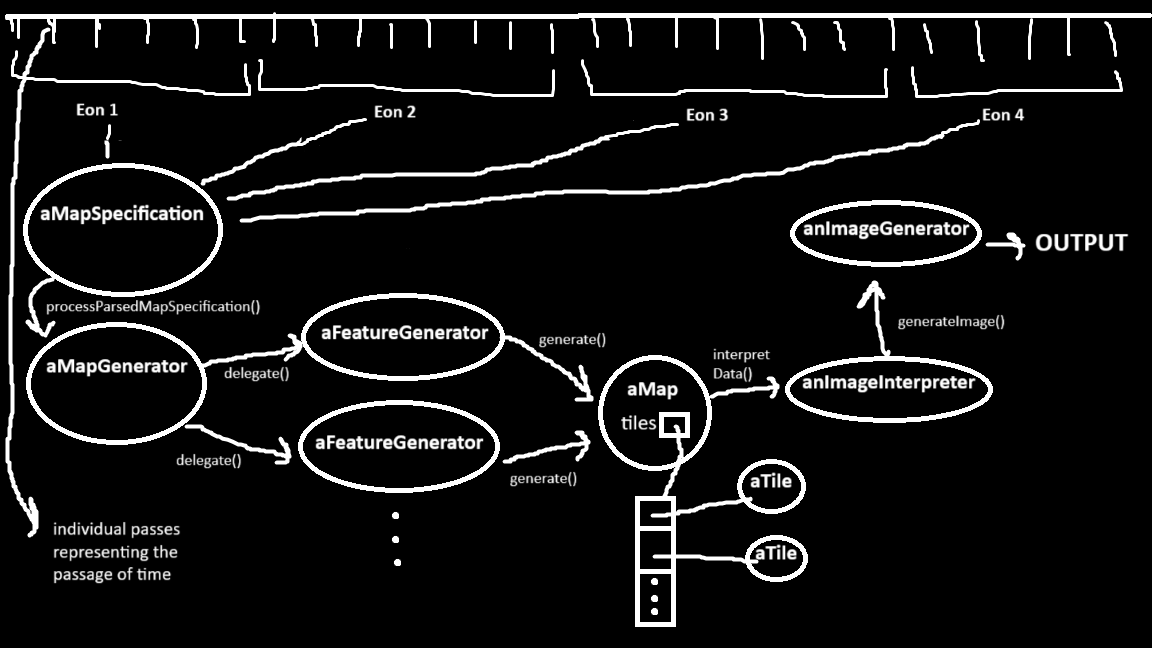 Eon 1
Eon 2
Eon 3
Eon 4
aMapSpecification
anImageGenerator
OUTPUT
processParsedMapSpecification()
generateImage()
aMapGenerator
delegate()
aFeatureGenerator
generate()
aMap
tiles
interpret
Data()
anImageInterpreter
delegate()
aFeatureGenerator
generate()
aTile
aTile
individual passes
representing the
passage of time